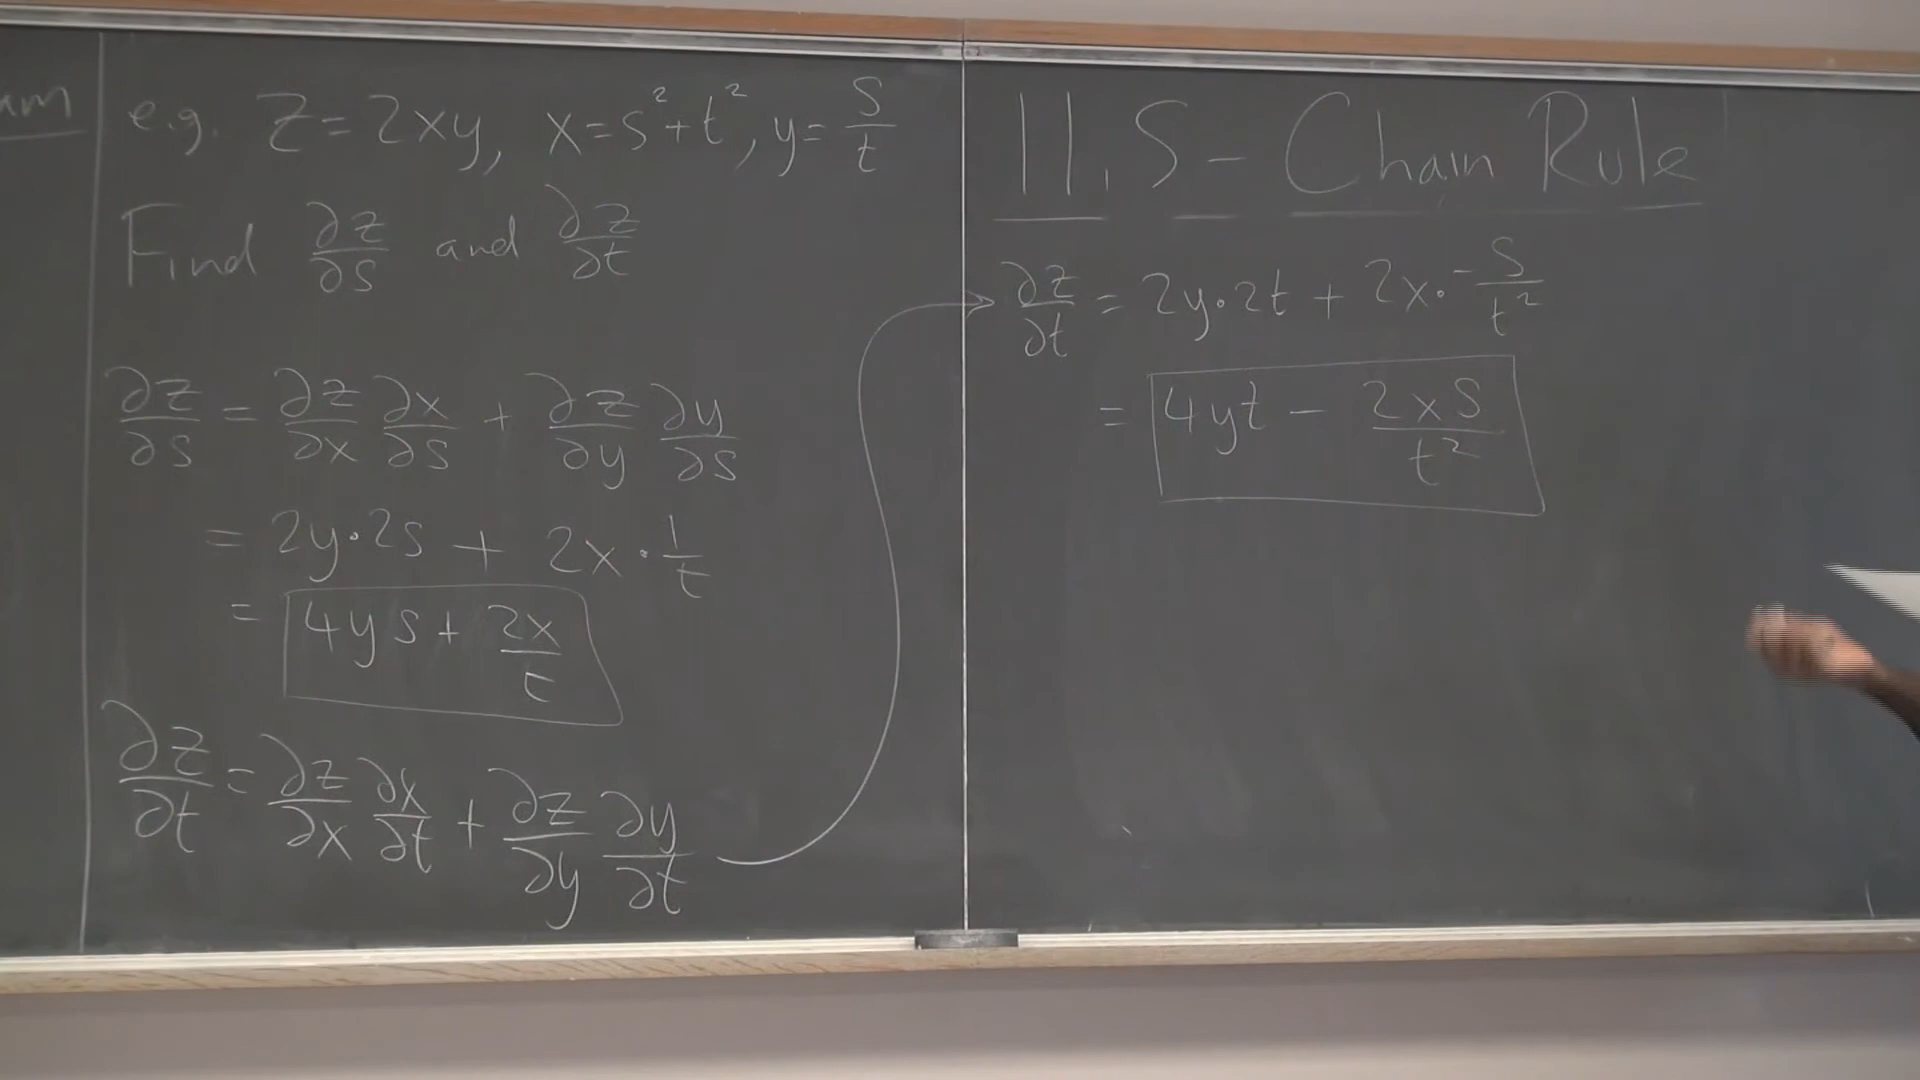 um
e.g. z=2xy, x=s²+t², y=s/t
Find ∂z/∂s and ∂z/∂t
∂z/∂s = ∂z/∂x ∂x/∂s + ∂z/∂y ∂y/∂s
= 2y·2s + 2x·1/t
= 4ys + 2x/t
∂z/∂t = ∂z/∂x ∂x/∂t + ∂z/∂y ∂y/∂t
11.5 - Chain Rule
∂z/∂t = 2y·2t + 2x·-s/t²
= 4yt - 2xs/t²